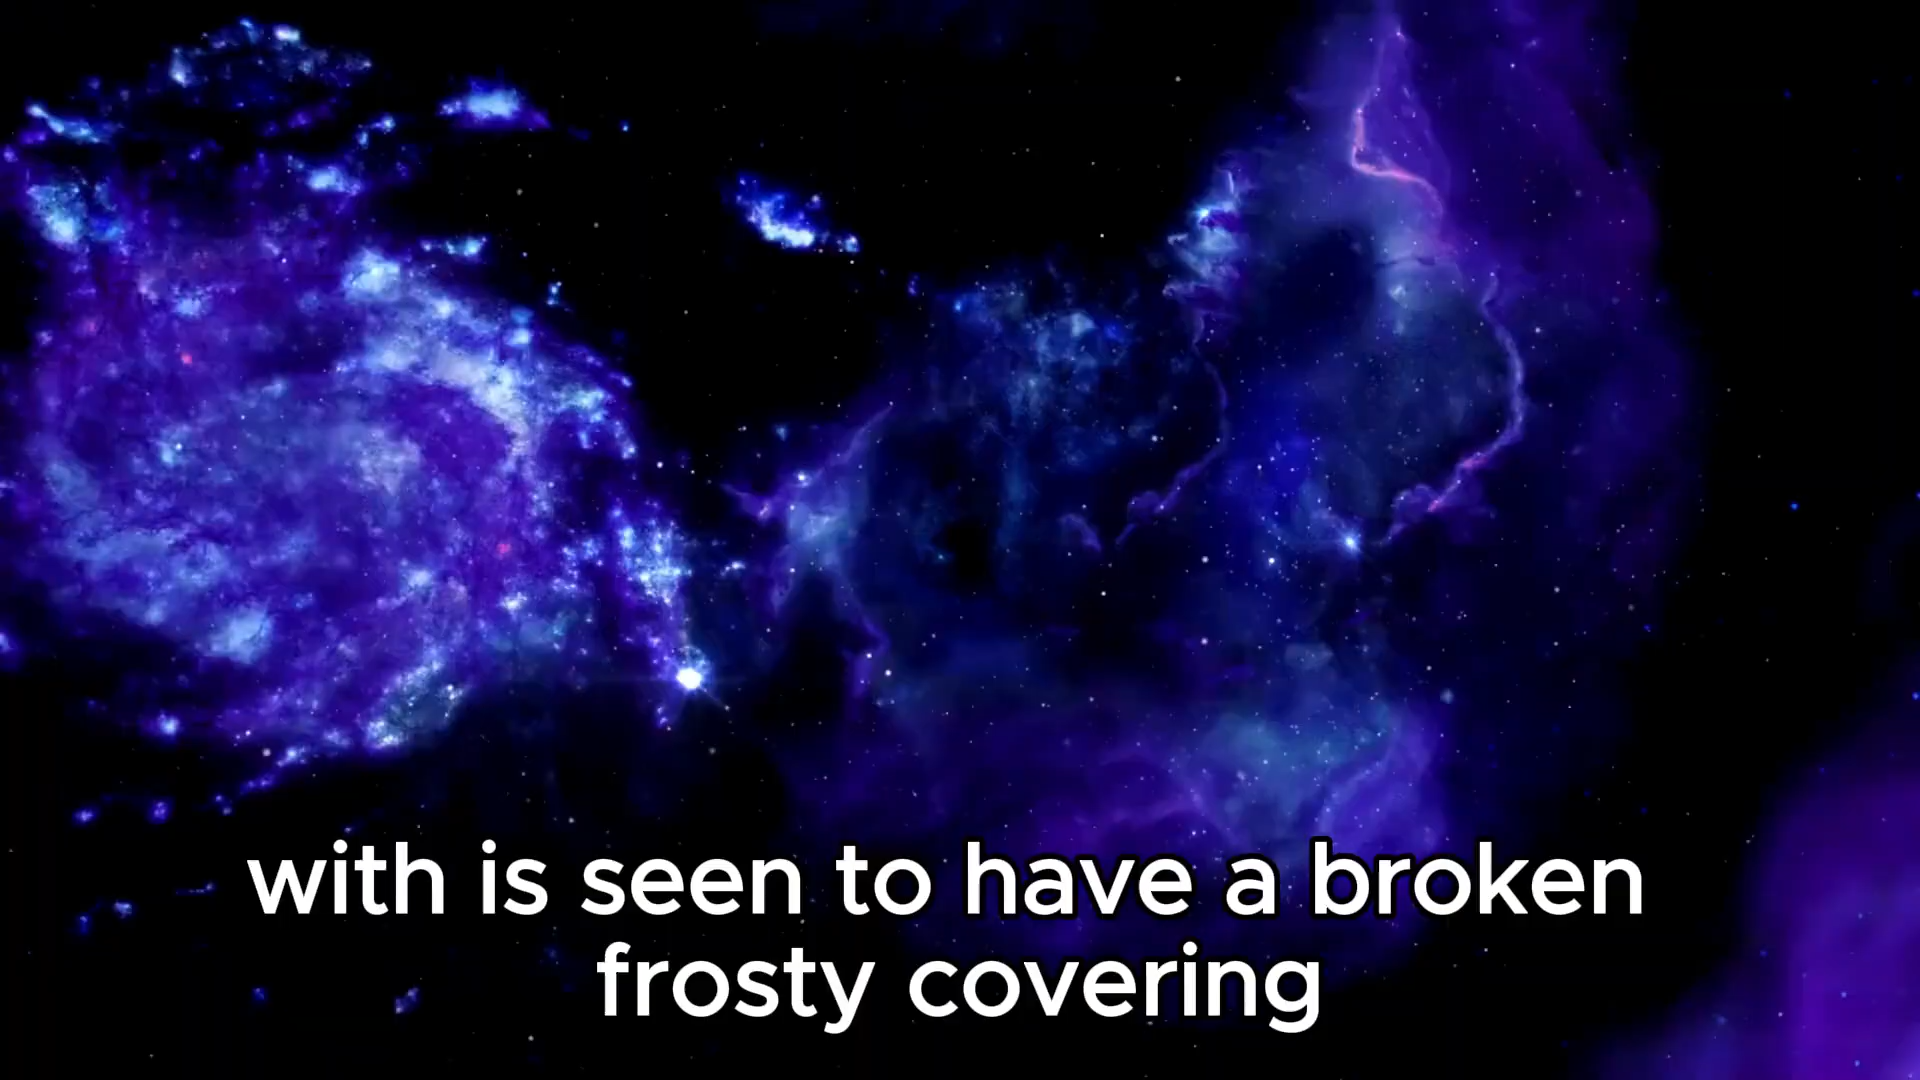 with is seen to have a broken
frosty covering